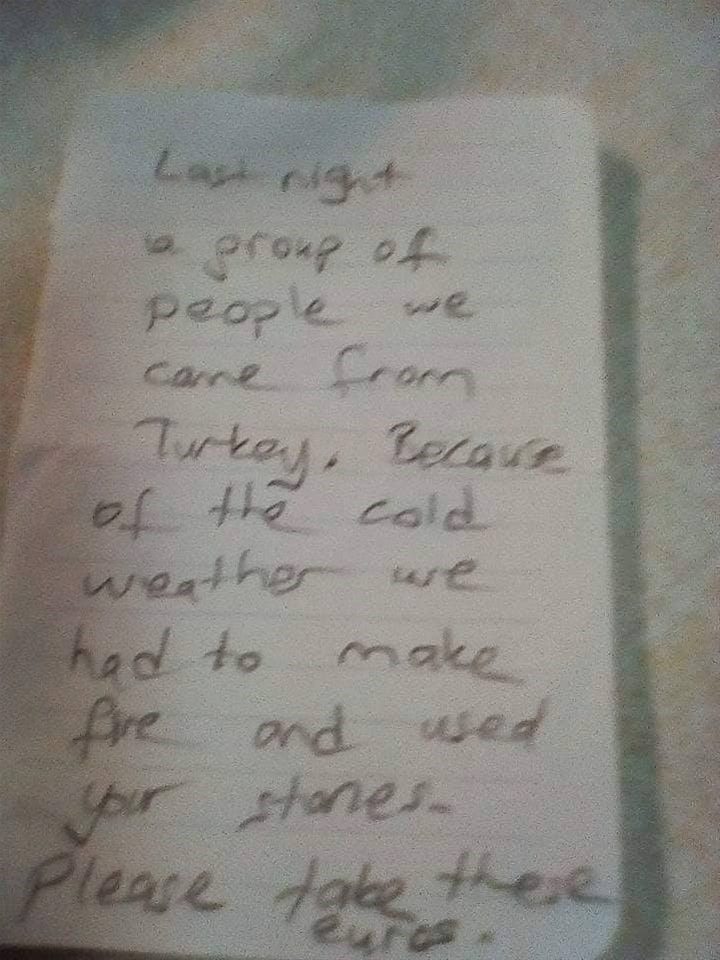 Last night
a group of
people we
came from
Turkey. Because
of the cold
weather we
had to make
fire and used
your stones.
Please take these
euros.